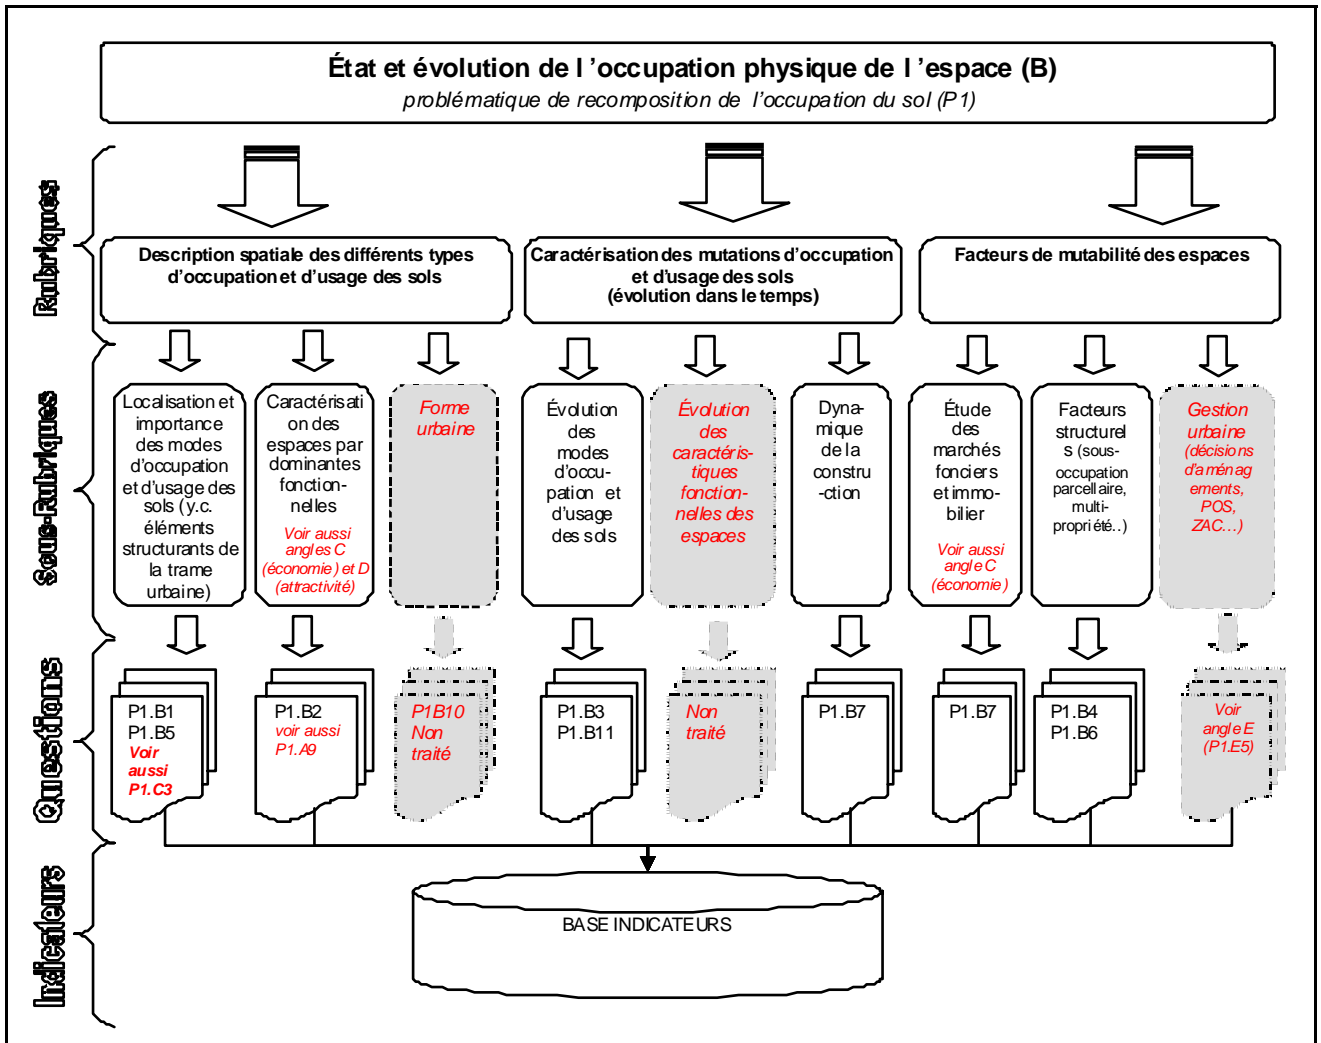 État et évolution de l 'occupation physique de l 'espace (B)
problématique de recomposition de l'occupation du sol (P1)
Rubriques
Description spatiale des différents types
d'occupation et d'usage des sols
Caractérisation des mutations d'occupation
et d'usage des sols
(évolution dans le temps)
Facteurs de mutabilité des espaces
Sous-Rubriques
Localisation et
importance
des modes
d'occupation
et d'usage des
sols (y.c.
éléments
structurants de
la trame
urbaine)
Caractérisati
on des
espaces par
dominantes
fonction-
nelles
Voir aussi
angles C
(économie) et D
(attractivité)
Forme
urbaine
Évolution
des
modes
d'occu-
pation et
d'usage
des sols
Évolution
des
caractéris-
tiques
fonction-
nelles des
espaces
Dyna-
mique
de la
constru
-ction
Étude
des
marchés
fonciers
et immo-
bilier
Voir aussi
angle C
(économie)
Facteurs
structurel
s (sous-
occupation
parcellaire,
multi-
propriété..)
Gestion
urbaine
(décisions
d'aménag
ements,
POS,
ZAC…)
Questions
P1.B1
P1.B5
Voir
aussi
P1.C3
P1.B2
voir aussi
P1.A9
P1B10
Non
traité
P1.B3
P1.B11
Non
traité
P1.B7
P1.B7
P1.B4
P1.B6
Voir
angle E
(P1.E5)
Indicateurs
BASE INDICATEURS